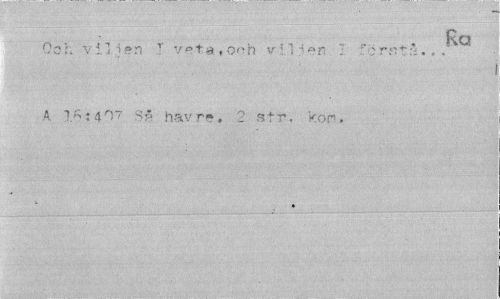 Och viljen I veta,och viljen I förstå... Ra
A 16:407 Så havre. 2 str. kom.